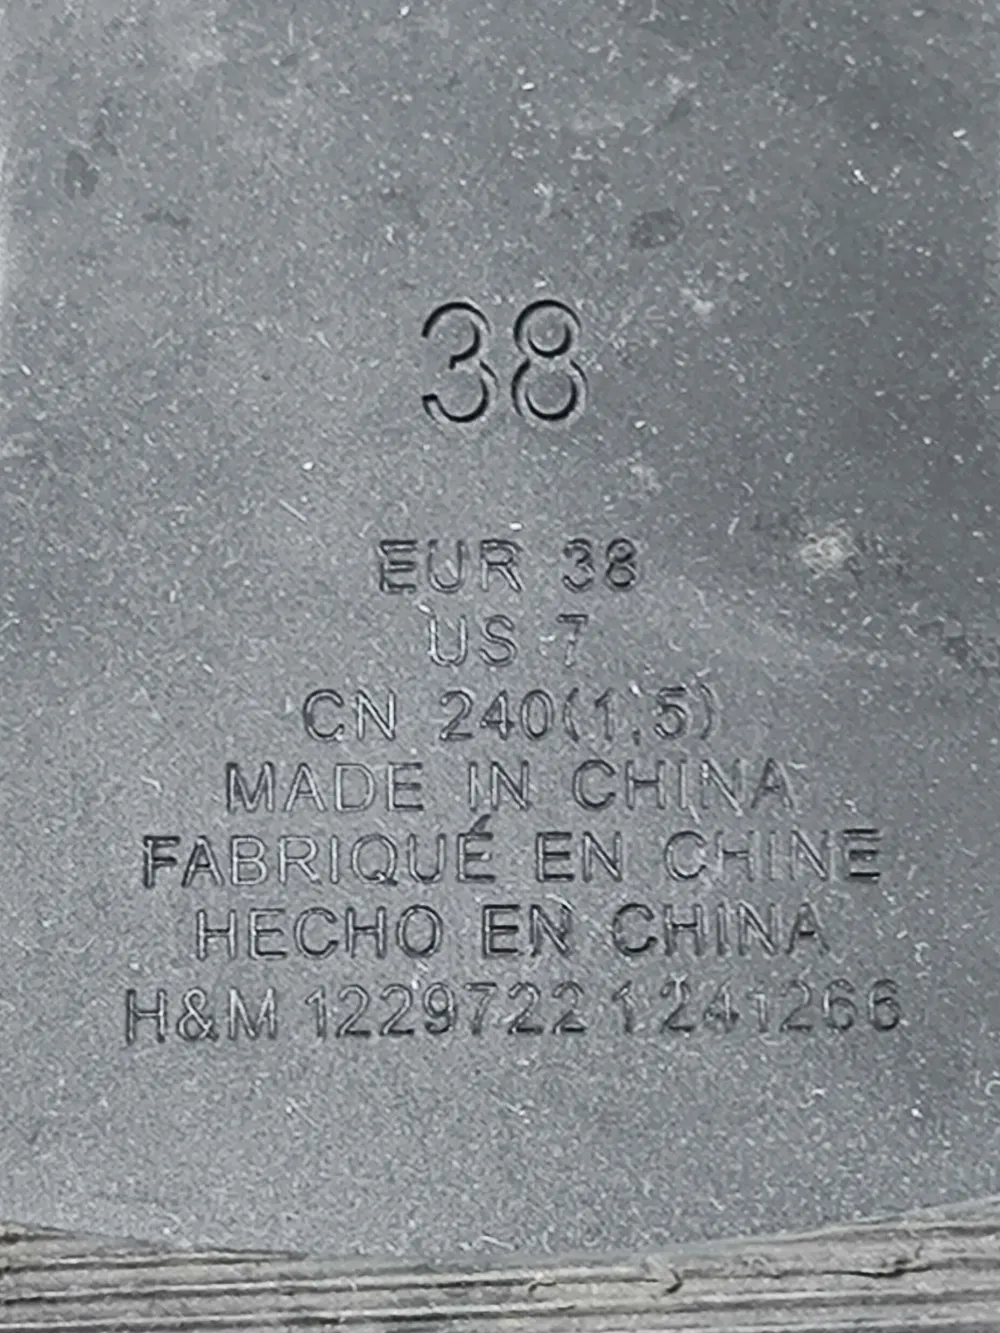 38
EUR 38
US 7
CN 240(1,5)
MADE IN CHINA
FABRIQUÉ EN CHINE
HECHO EN CHINA
H&M 1229722 1241266